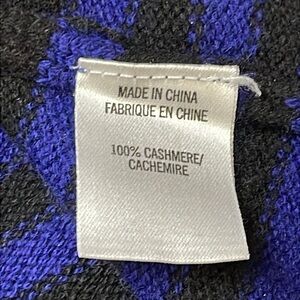 MADE IN CHINA
FABRIQUE EN CHINE
100% CASHMERE/
CACHEMIRE